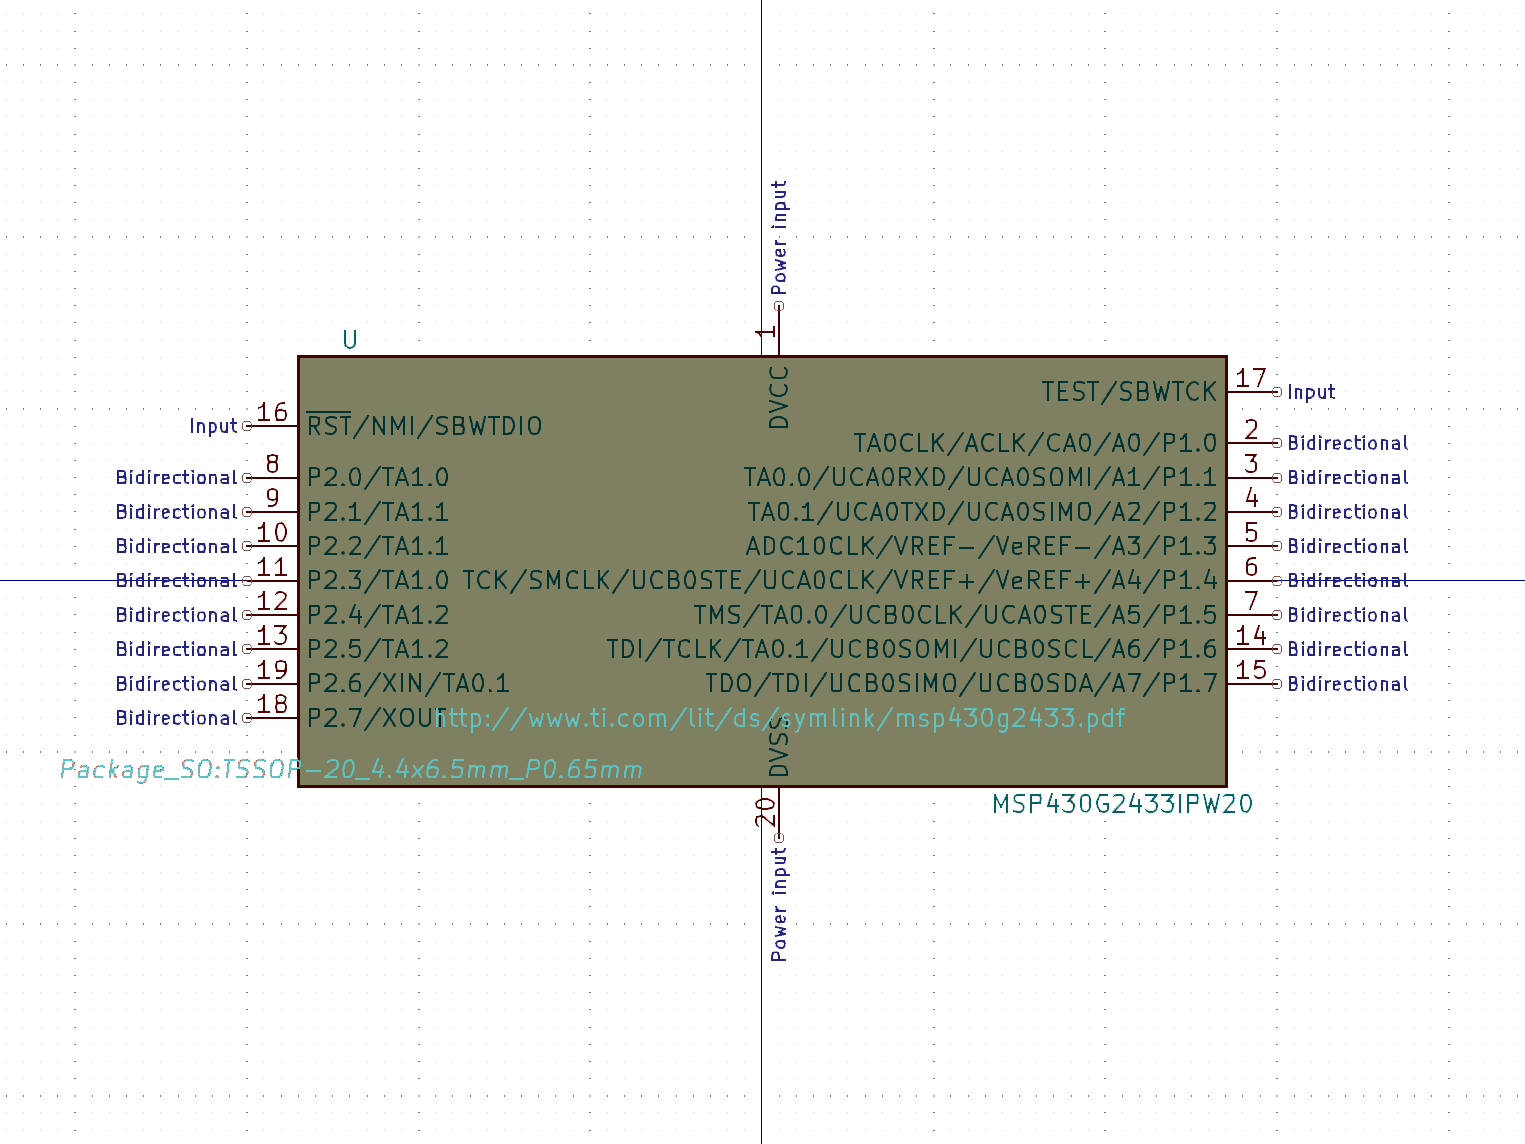 Power input
1
DVCC
U
17
TEST/SBWTCK
Input
16
Input
RST/NMI/SBWTDIO
2
TA0CLK/ACLK/CA0/A0/P1.0
Bidirectional
8
Bidirectional
P2.0/TA1.0
3
TA0.0/UCA0RXD/UCA0SOMI/A1/P1.1
Bidirectional
9
Bidirectional
P2.1/TA1.1
4
TA0.1/UCA0TXD/UCA0SIMO/A2/P1.2
Bidirectional
10
Bidirectional
P2.2/TA1.1
5
ADC10CLK/VREF-/VeREF-/A3/P1.3
Bidirectional
11
Bidirectional
P2.3/TA1.0
6
TCK/SMCLK/UCB0STE/UCA0CLK/VREF+/VeREF+/A4/P1.4
Bidirectional
12
Bidirectional
P2.4/TA1.2
7
TMS/TA0.0/UCB0CLK/UCA0STE/A5/P1.5
Bidirectional
13
Bidirectional
P2.5/TA1.2
14
TDI/TCLK/TA0.1/UCB0SOMI/UCB0SCL/A6/P1.6
Bidirectional
19
Bidirectional
P2.6/XIN/TA0.1
15
TDO/TDI/UCB0SIMO/UCB0SDA/A7/P1.7
Bidirectional
18
Bidirectional
P2.7/XOUT
http://www.ti.com/lit/ds/symlink/msp430g2433.pdf
DVSS
Package_SO:TSSOP-20_4.4x6.5mm_P0.65mm
MSP430G2433IPW20
20
Power input